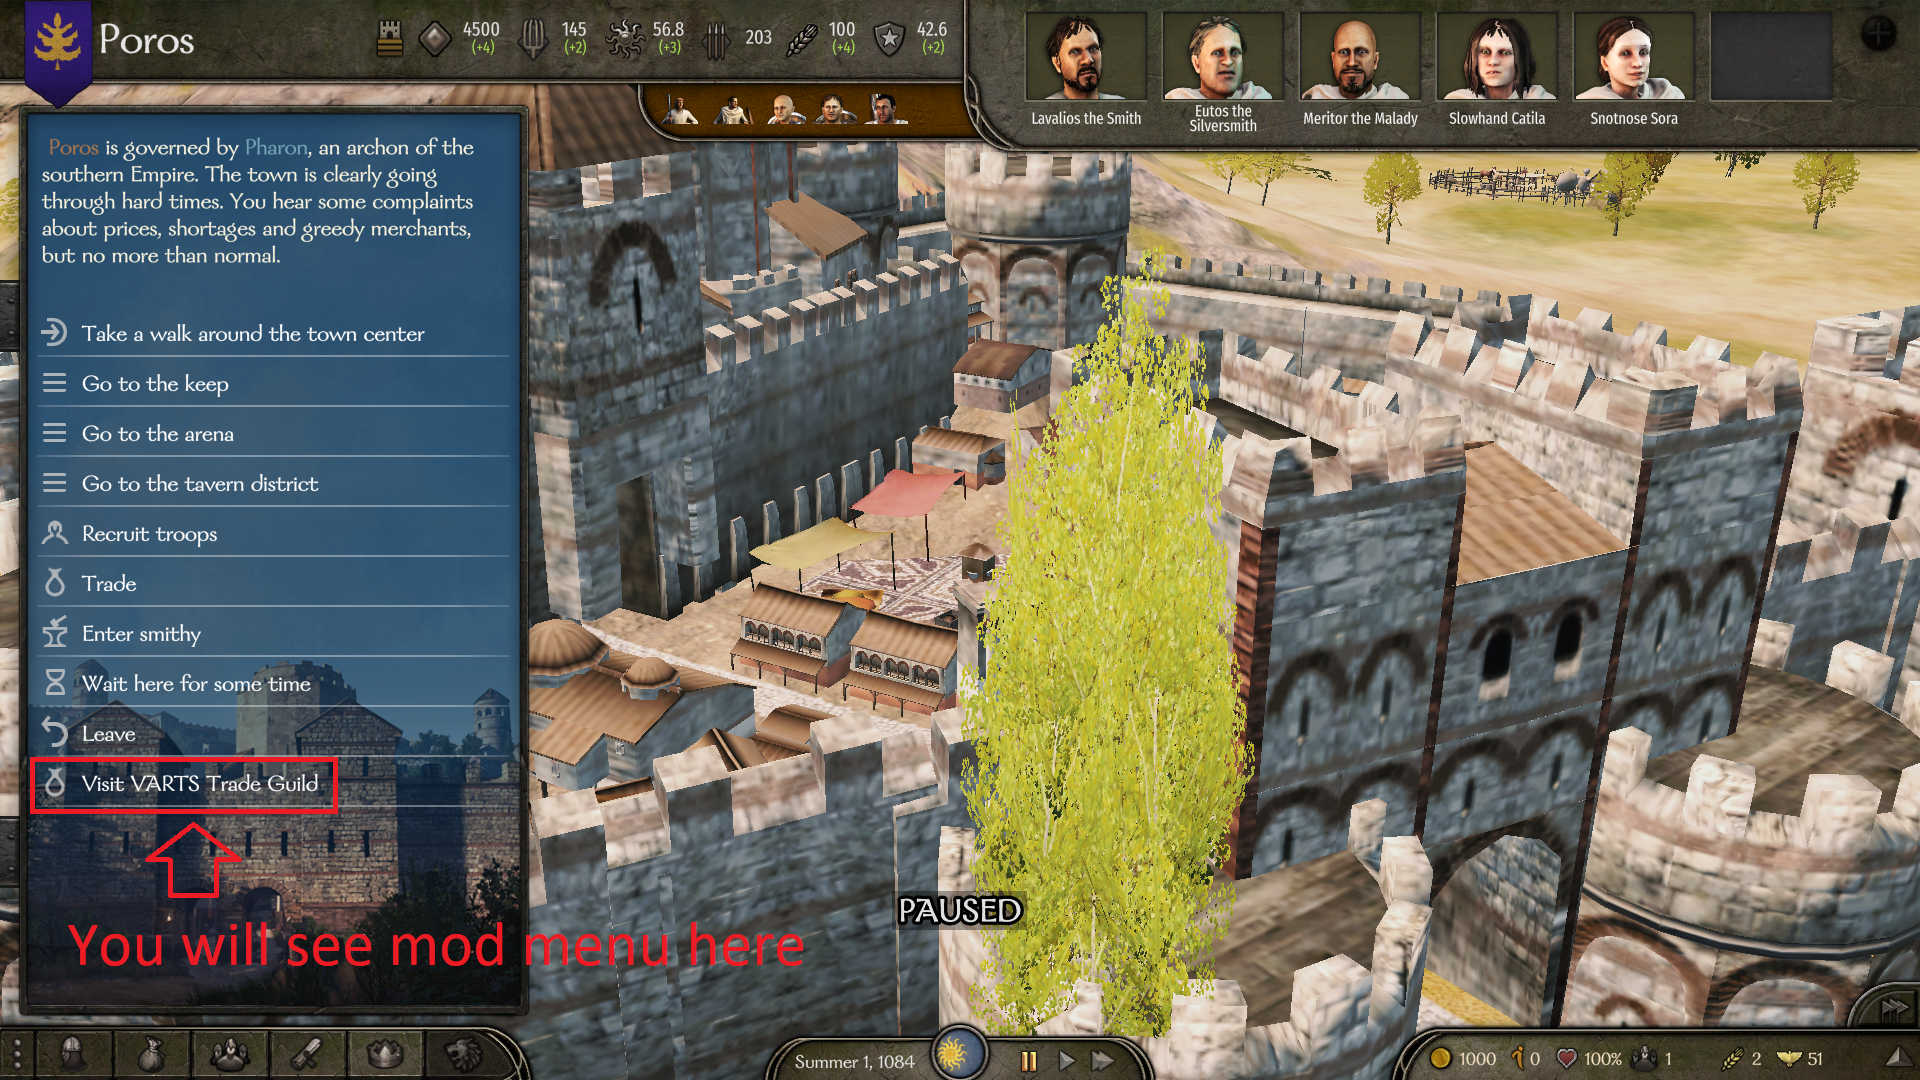 Poros
4500
(+4)
145
(+2)
56.8
(+3)
203
100
(+4)
42.6
(+2)
Lavalios the Smith
Eutos the
Silversmith
Meritor the Malady
Slowhand Catila
Snotnose Sora
Poros is governed by Pharon, an archon of the
southern Empire. The town is clearly going
through hard times. You hear some complaints
about prices, shortages and greedy merchants,
but no more than normal.
Take a walk around the town center
Go to the keep
Go to the arena
Go to the tavern district
Recruit troops
Trade
Enter smithy
Wait here for some time
Leave
Visit VARTS Trade Guild
You will see mod menu here
PAUSED
Summer 1, 1084
1000
0
100%
1
2
51